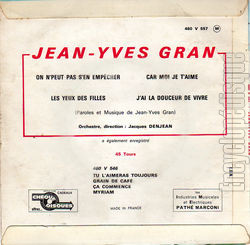 460 V 557 M
JEAN-YVES GRAN
ON N'PEUT PAS S'EN EMPÊCHER
CAR MOI JE T'AIME
LES YEUX DES FILLES
J'AI LA DOUCEUR DE VIVRE
(Paroles et Musique de Jean-Yves Gran)
Orchestre, direction : Jacques DENJEAN
a également enregistré
45 Tours
460 V 546
TU L'AIMERAS TOUJOURS
GRAIN DE CAFÉ
ÇA COMMENCE
MYRIAM
CADEAUX
DISQUES
MADE IN FRANCE
Les Industries Musicales
et Electriques
PATHÉ MARCONI